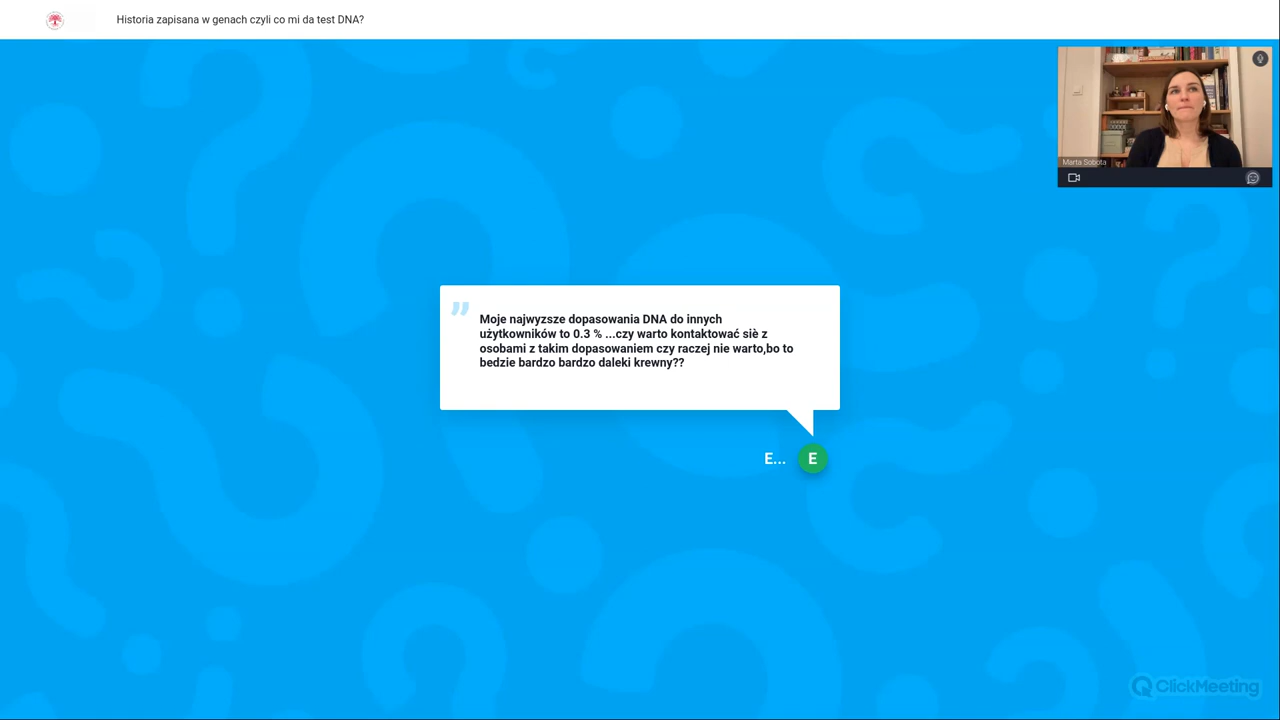 Historia zapisana w genach czyli co mi da test DNA?
Marta Sobota
”
Moje najwyzsze dopasowania DNA do innych
użytkowników to 0.3 % ...czy warto kontaktować siè z
osobami z takim dopasowaniem czy raczej nie warto,bo to
bedzie bardzo bardzo daleki krewny??
E... E
ClickMeeting